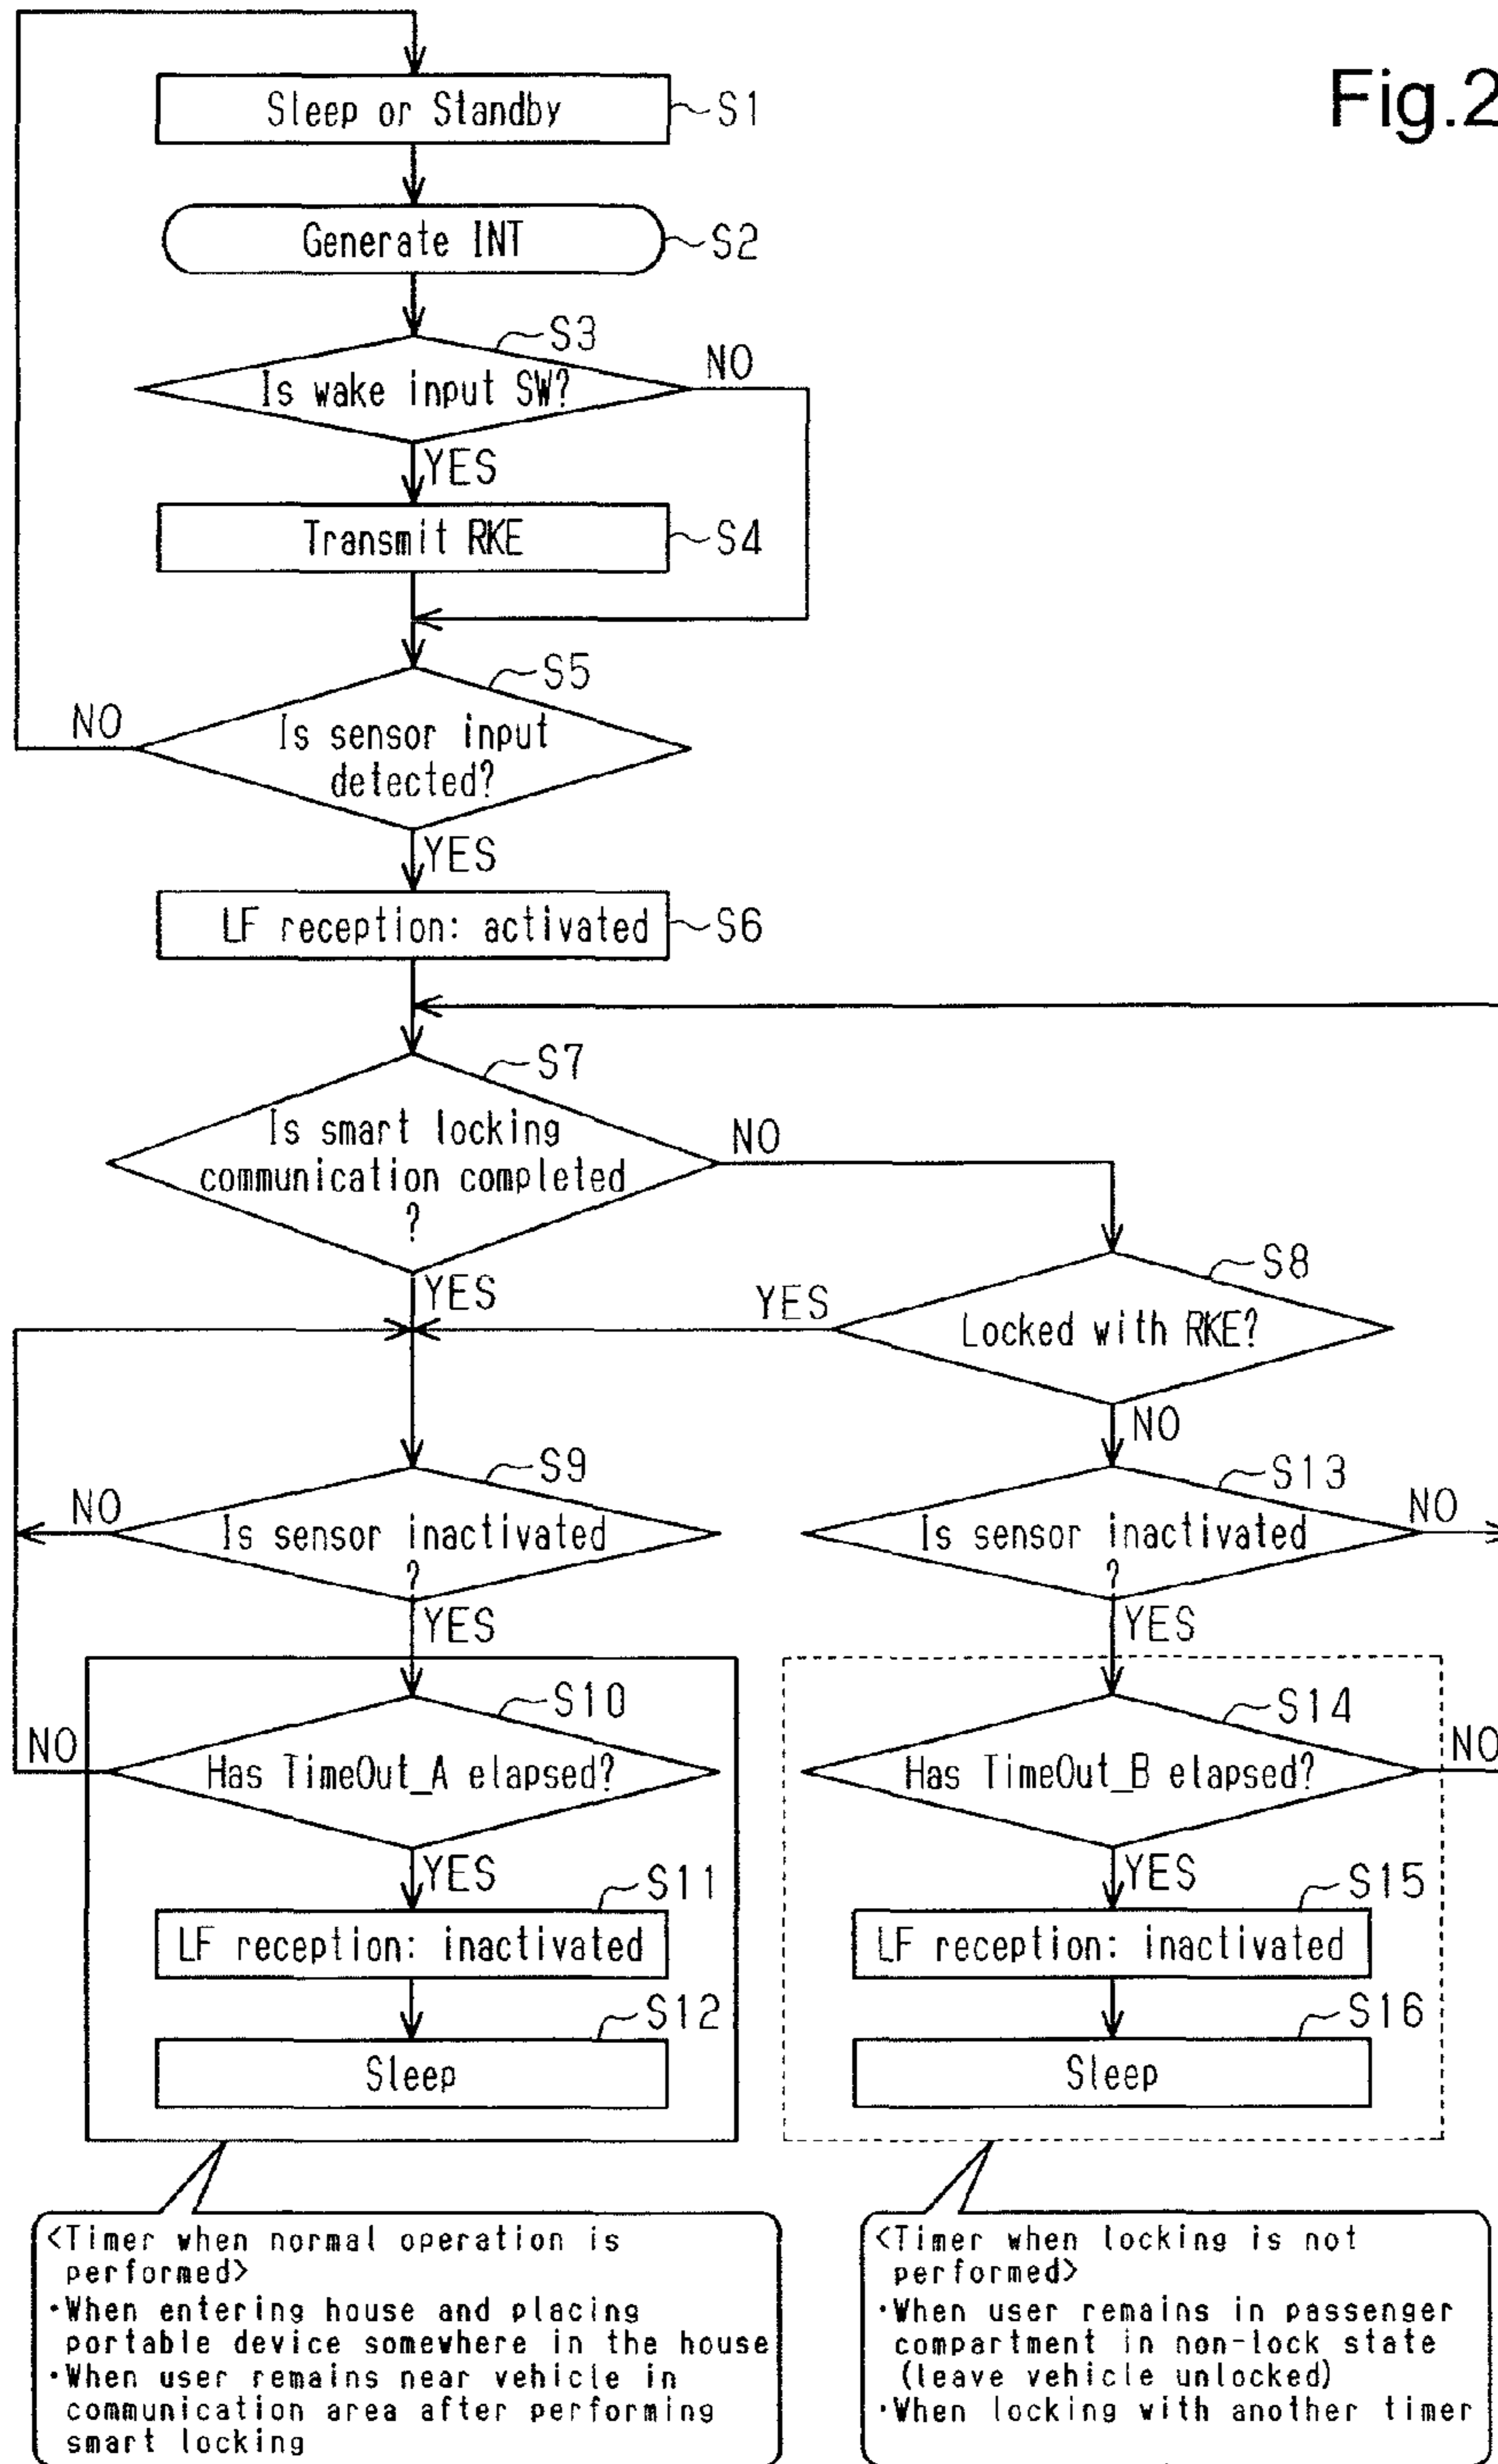 Fig.2
Sleep or Standby
S1
Generate INT
S2
S3
Is wake input SW?
NO
YES
Transmit RKE
S4
S5
Is sensor input
detected?
NO
YES
LF reception: activated
S6
S7
Is smart locking
communication completed
?
NO
YES
S8
Locked with RKE?
YES
NO
S9
Is sensor inactivated
?
NO
YES
S13
Is sensor inactivated
?
NO
YES
S10
Has TimeOut_A elapsed?
NO
YES
S11
LF reception: inactivated
S12
Sleep
S14
Has TimeOut_B elapsed?
NO
YES
S15
LF reception: inactivated
S16
Sleep
<Timer when normal operation is
performed>
·When entering house and placing
portable device somewhere in the house
·When user remains near vehicle in
communication area after performing
smart locking
<Timer when locking is not
performed>
·When user remains in passenger
compartment in non-lock state
(leave vehicle unlocked)
·When locking with another timer